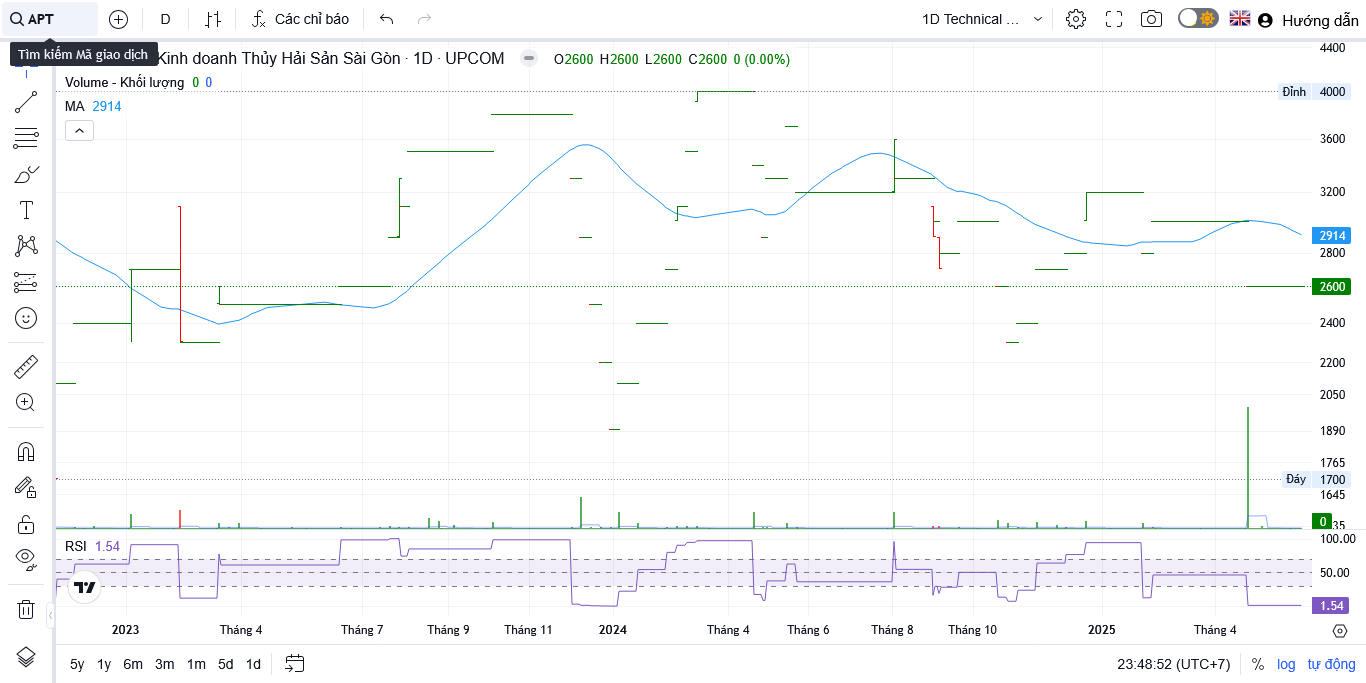 APT
D
Các chỉ báo
1D Technical ...
Hướng dẫn
Tìm kiếm Mã giao dịch
Kinh doanh Thủy Hải Sản Sài Gòn · 1D · UPCOM
O2600 H2600 L2600 C2600 0 (0.00%)
Volume - Khối lượng 0 0
MA 2914
4400
Đỉnh 4000
3600
3200
2914
2800
2600
2400
2200
2050
1890
1765
Đáy 1700
1645
0
35
RSI 1.54
100.00
50.00
1.54
2023 Tháng 4 Tháng 7 Tháng 9 Tháng 11 2024 Tháng 4 Tháng 6 Tháng 8 Tháng 10 2025 Tháng 4
5y 1y 6m 3m 1m 5d 1d
23:48:52 (UTC+7) % log tự động